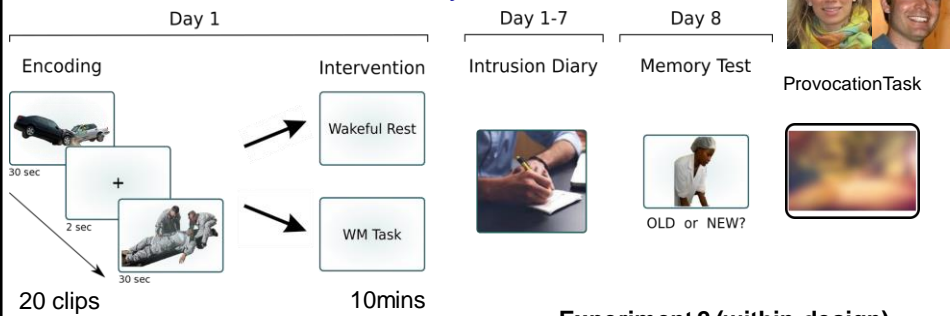 Day 1
Day 1-7
Day 8
Encoding
Intervention
Intrusion Diary
Memory Test
ProvocationTask
Wakeful Rest
30 sec
+
2 sec
WM Task
30 sec
OLD or NEW?
20 clips
10mins
Experiment 2 (within-design)